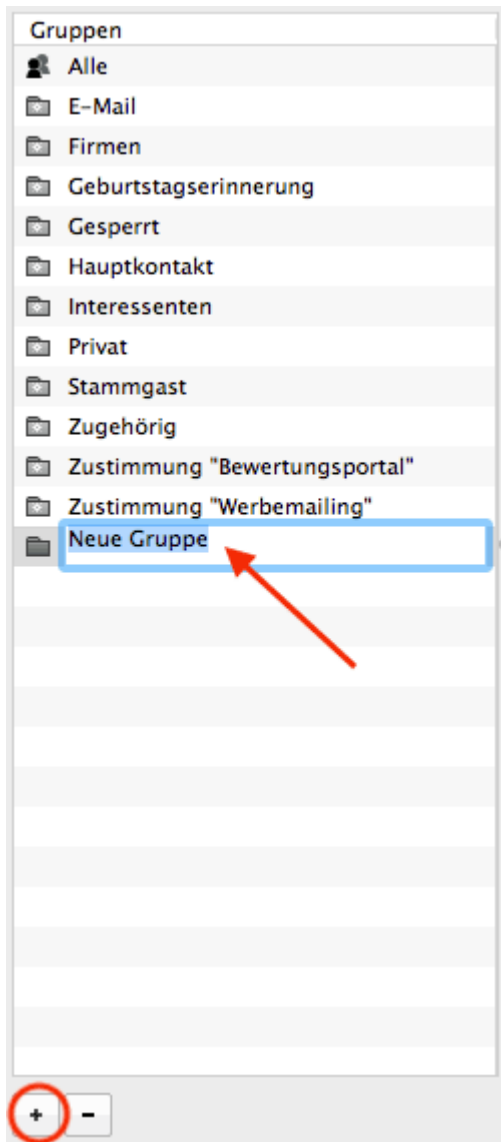 Gruppen
Alle
E-Mail
Firmen
Geburtstagserinnerung
Gesperrt
Hauptkontakt
Interessenten
Privat
Stammgast
Zugehörig
Zustimmung "Bewertungsportal"
Zustimmung "Werbemailing"
Neue Gruppe
+ -